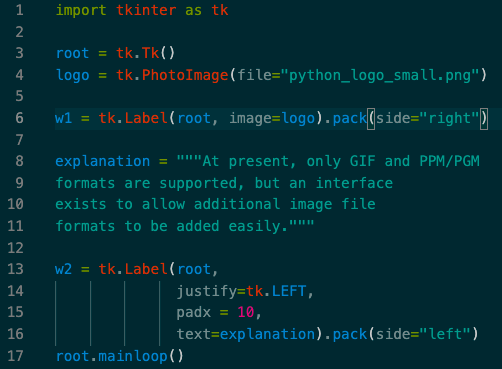 1 import tkinter as tk
2
3 root = tk.Tk()
4 logo = tk.PhotoImage(file="python_logo_small.png")
5
6 w1 = tk.Label(root, image=logo).pack(side="right")
7
8 explanation = """At present, only GIF and PPM/PGM
9 formats are supported, but an interface
10 exists to allow additional image file
11 formats to be added easily."""
12
13 w2 = tk.Label(root,
14               justify=tk.LEFT,
15               padx = 10,
16               text=explanation).pack(side="left")
17 root.mainloop()